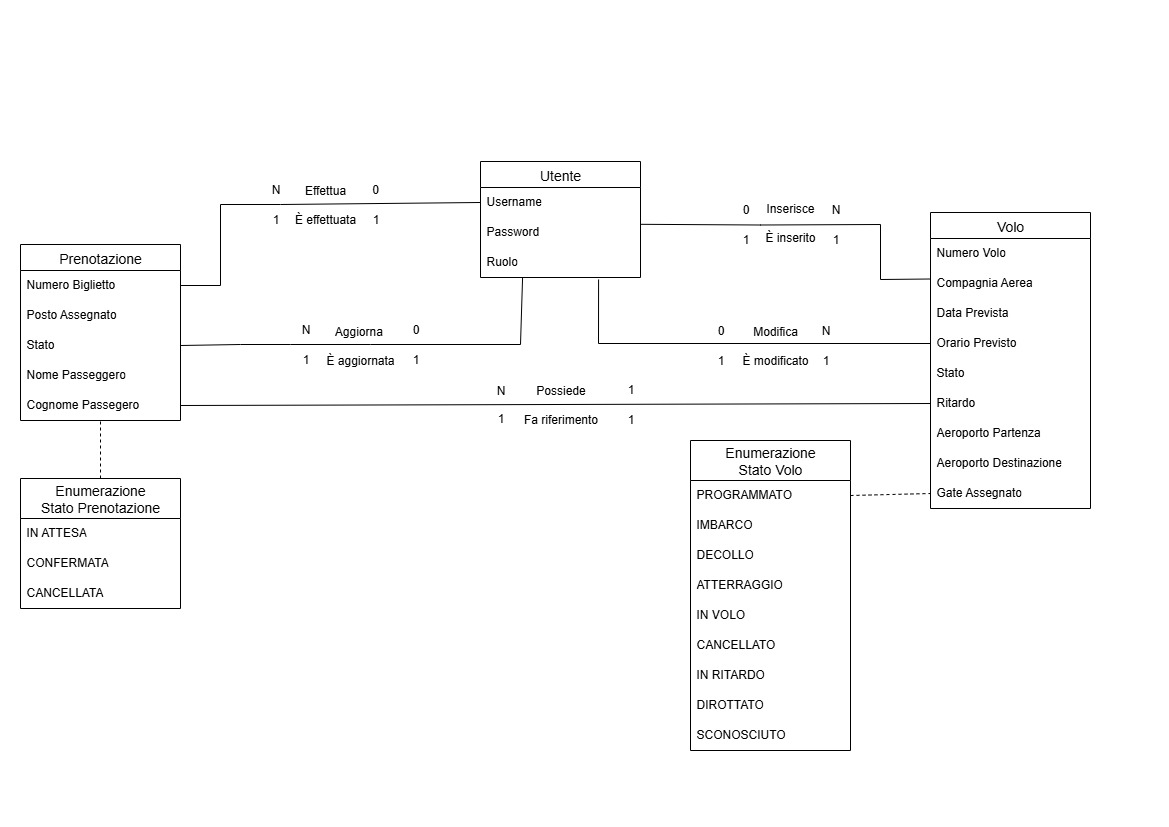 Utente
Username
Password
Ruolo
N Effettua 0
1 È effettuata 1
0 Inserisce N
1 È inserito 1
Prenotazione
Numero Biglietto
Posto Assegnato
Stato
Nome Passeggero
Cognome Passegero
Volo
Numero Volo
Compagnia Aerea
Data Prevista
Orario Previsto
Stato
Ritardo
Aeroporto Partenza
Aeroporto Destinazione
Gate Assegnato
N Aggiorna 0
1 È aggiornata 1
0 Modifica N
1 È modificato 1
N Possiede 1
1 Fa riferimento 1
Enumerazione
Stato Prenotazione
IN ATTESA
CONFERMATA
CANCELLATA
Enumerazione
Stato Volo
PROGRAMMATO
IMBARCO
DECOLLO
ATTERRAGGIO
IN VOLO
CANCELLATO
IN RITARDO
DIROTTATO
SCONOSCIUTO